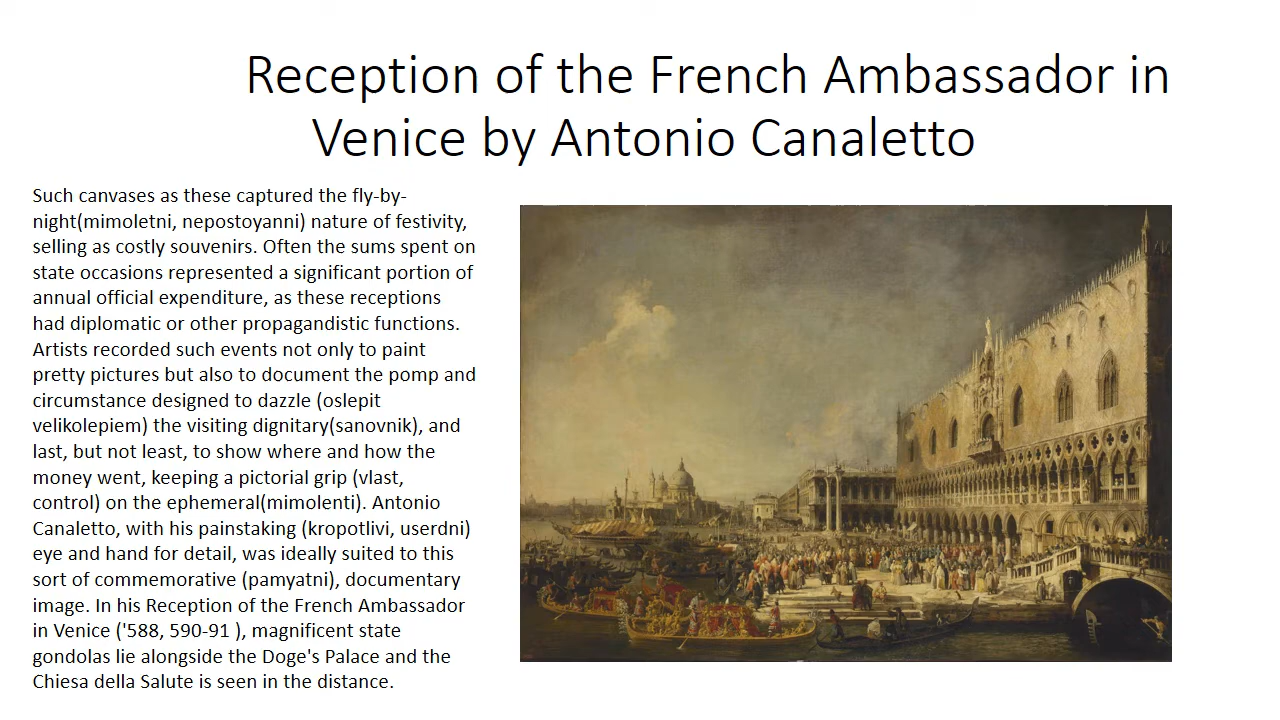 Reception of the French Ambassador in
Venice by Antonio Canaletto
Such canvases as these captured the fly-by-
night(mimoletni, nepostoyanni) nature of festivity,
selling as costly souvenirs. Often the sums spent on
state occasions represented a significant portion of
annual official expenditure, as these receptions
had diplomatic or other propagandistic functions.
Artists recorded such events not only to paint
pretty pictures but also to document the pomp and
circumstance designed to dazzle (oslepit
velikolepiem) the visiting dignitary(sanovnik), and
last, but not least, to show where and how the
money went, keeping a pictorial grip (vlast,
control) on the ephemeral(mimolenti). Antonio
Canaletto, with his painstaking (kropotlivi, userdni)
eye and hand for detail, was ideally suited to this
sort of commemorative (pamyatni), documentary
image. In his Reception of the French Ambassador
in Venice ('588, 590-91 ), magnificent state
gondolas lie alongside the Doge's Palace and the
Chiesa della Salute is seen in the distance.